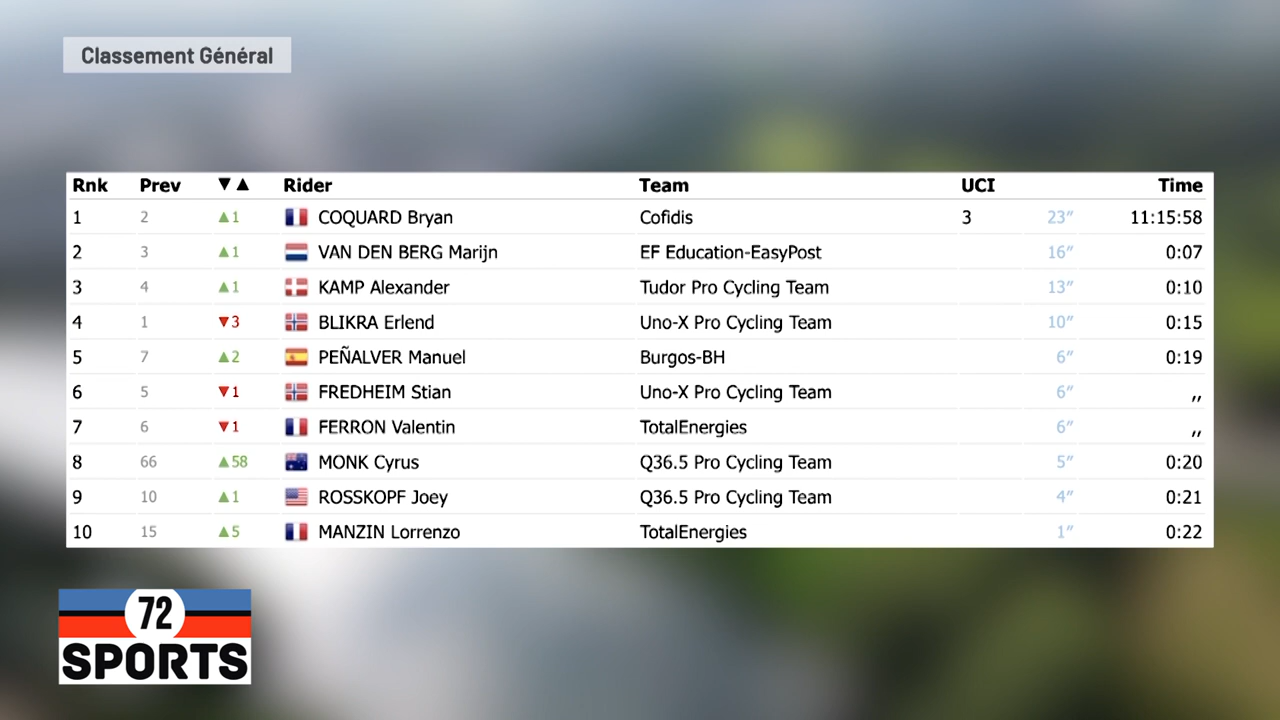 Classement Général
Rnk Prev ▼▲ Rider Team UCI Time
1 2 ▲1 COQUARD Bryan Cofidis 3 23″ 11:15:58
2 3 ▲1 VAN DEN BERG Marijn EF Education-EasyPost 16″ 0:07
3 4 ▲1 KAMP Alexander Tudor Pro Cycling Team 13″ 0:10
4 1 ▼3 BLIKRA Erlend Uno-X Pro Cycling Team 10″ 0:15
5 7 ▲2 PEÑALVER Manuel Burgos-BH 6″ 0:19
6 5 ▼1 FREDHEIM Stian Uno-X Pro Cycling Team 6″ ,,
7 6 ▼1 FERRON Valentin TotalEnergies 6″ ,,
8 66 ▲58 MONK Cyrus Q36.5 Pro Cycling Team 5″ 0:20
9 10 ▲1 ROSSKOPF Joey Q36.5 Pro Cycling Team 4″ 0:21
10 15 ▲5 MANZIN Lorrenzo TotalEnergies 1″ 0:22
72
SPORTS